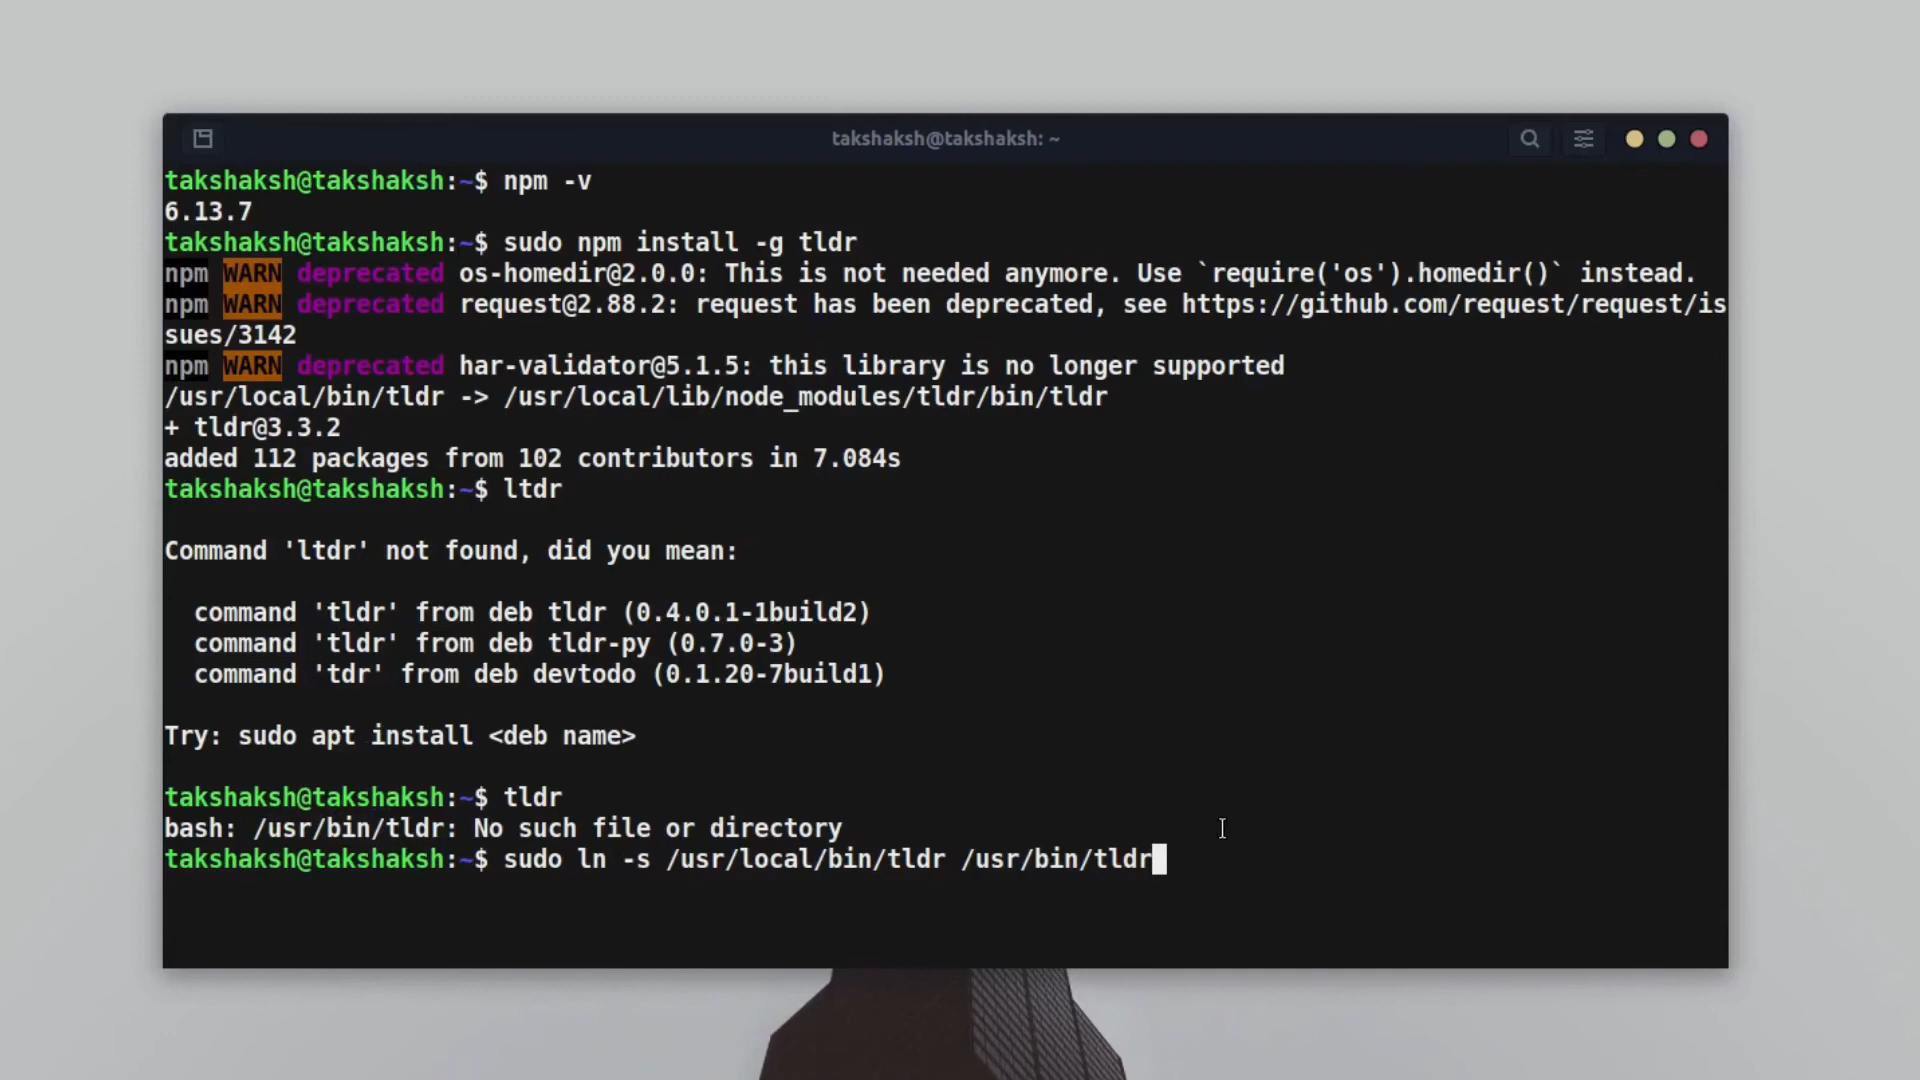 takshaksh@takshaksh: ~
takshaksh@takshaksh:~$ npm -v
6.13.7
takshaksh@takshaksh:~$ sudo npm install -g tldr
npm WARN deprecated os-homedir@2.0.0: This is not needed anymore. Use `require('os').homedir()` instead.
npm WARN deprecated request@2.88.2: request has been deprecated, see https://github.com/request/request/is
sues/3142
npm WARN deprecated har-validator@5.1.5: this library is no longer supported
/usr/local/bin/tldr -> /usr/local/lib/node_modules/tldr/bin/tldr
+ tldr@3.3.2
added 112 packages from 102 contributors in 7.084s
takshaksh@takshaksh:~$ ltdr
Command 'ltdr' not found, did you mean:
command 'tldr' from deb tldr (0.4.0.1-1build2)
command 'tldr' from deb tldr-py (0.7.0-3)
command 'tdr' from deb devtodo (0.1.20-7build1)
Try: sudo apt install <deb name>
takshaksh@takshaksh:~$ tldr
bash: /usr/bin/tldr: No such file or directory
takshaksh@takshaksh:~$ sudo ln -s /usr/local/bin/tldr /usr/bin/tldr